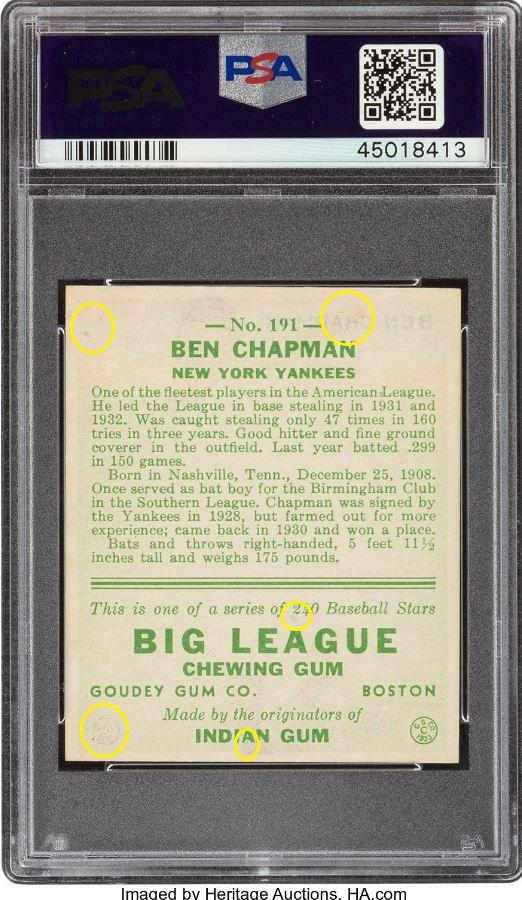 PSA
PSA
45018413
— No. 191 —
BEN CHAPMAN
NEW YORK YANKEES
One of the fleetest players in the American League.
He led the League in base stealing in 1931 and
1932. Was caught stealing only 47 times in 160
tries in three years. Good hitter and fine ground
coverer in the outfield. Last year batted .299
in 150 games.
Born in Nashville, Tenn., December 25, 1908.
Once served as bat boy for the Birmingham Club
in the Southern League. Chapman was signed by
the Yankees in 1928, but farmed out for more
experience; came back in 1930 and won a place.
Bats and throws right-handed, 5 feet 11½
inches tall and weighs 175 pounds.
This is one of a series of 240 Baseball Stars
BIG LEAGUE
CHEWING GUM
GOUDEY GUM CO. BOSTON
Made by the originators of
INDIAN GUM
G.G.CO.
C
1933
Imaged by Heritage Auctions, HA.com